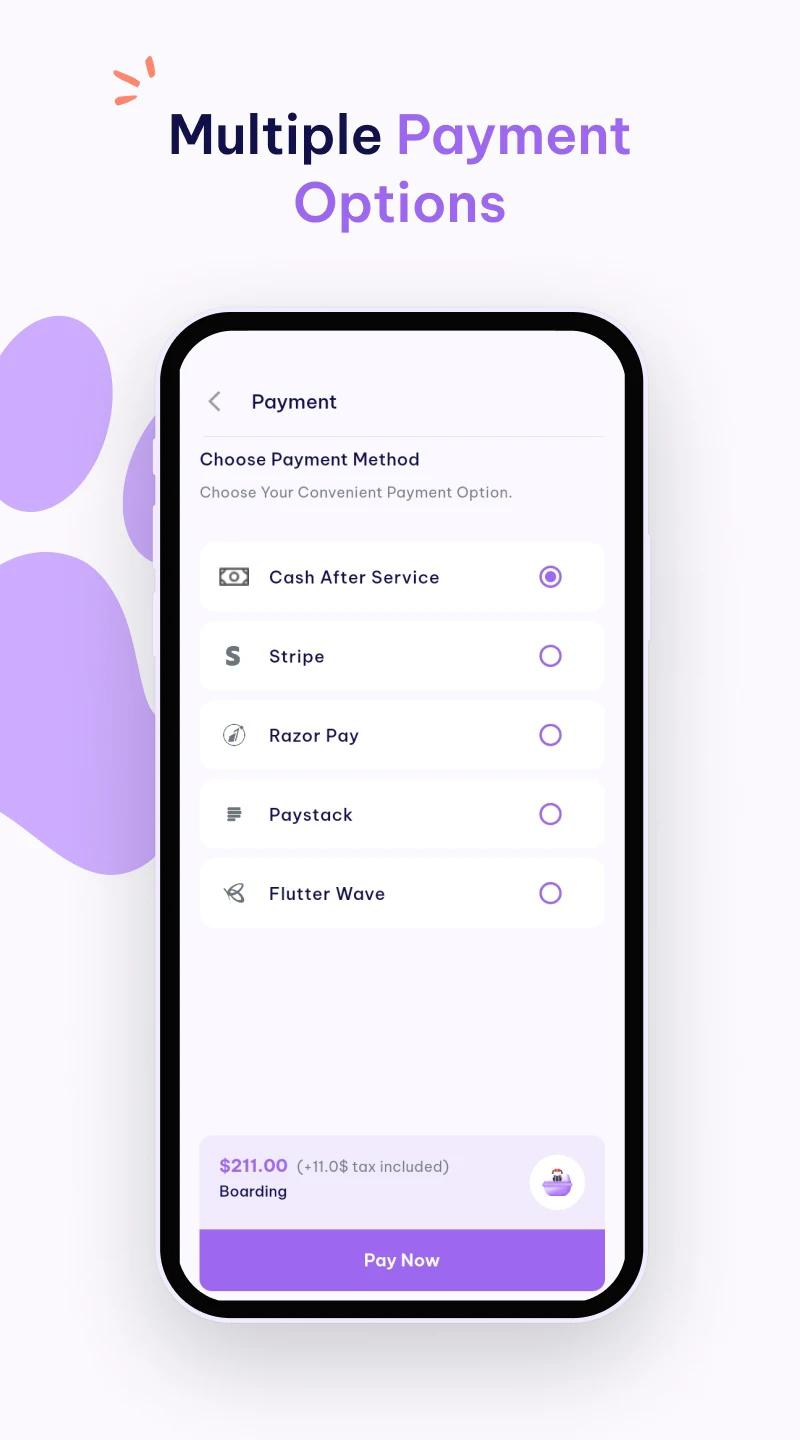 Multiple Payment
Options
Payment
Choose Payment Method
Choose Your Convenient Payment Option.
Cash After Service
Stripe
Razor Pay
Paystack
Flutter Wave
$211.00 (+11.0$ tax included)
Boarding
Pay Now